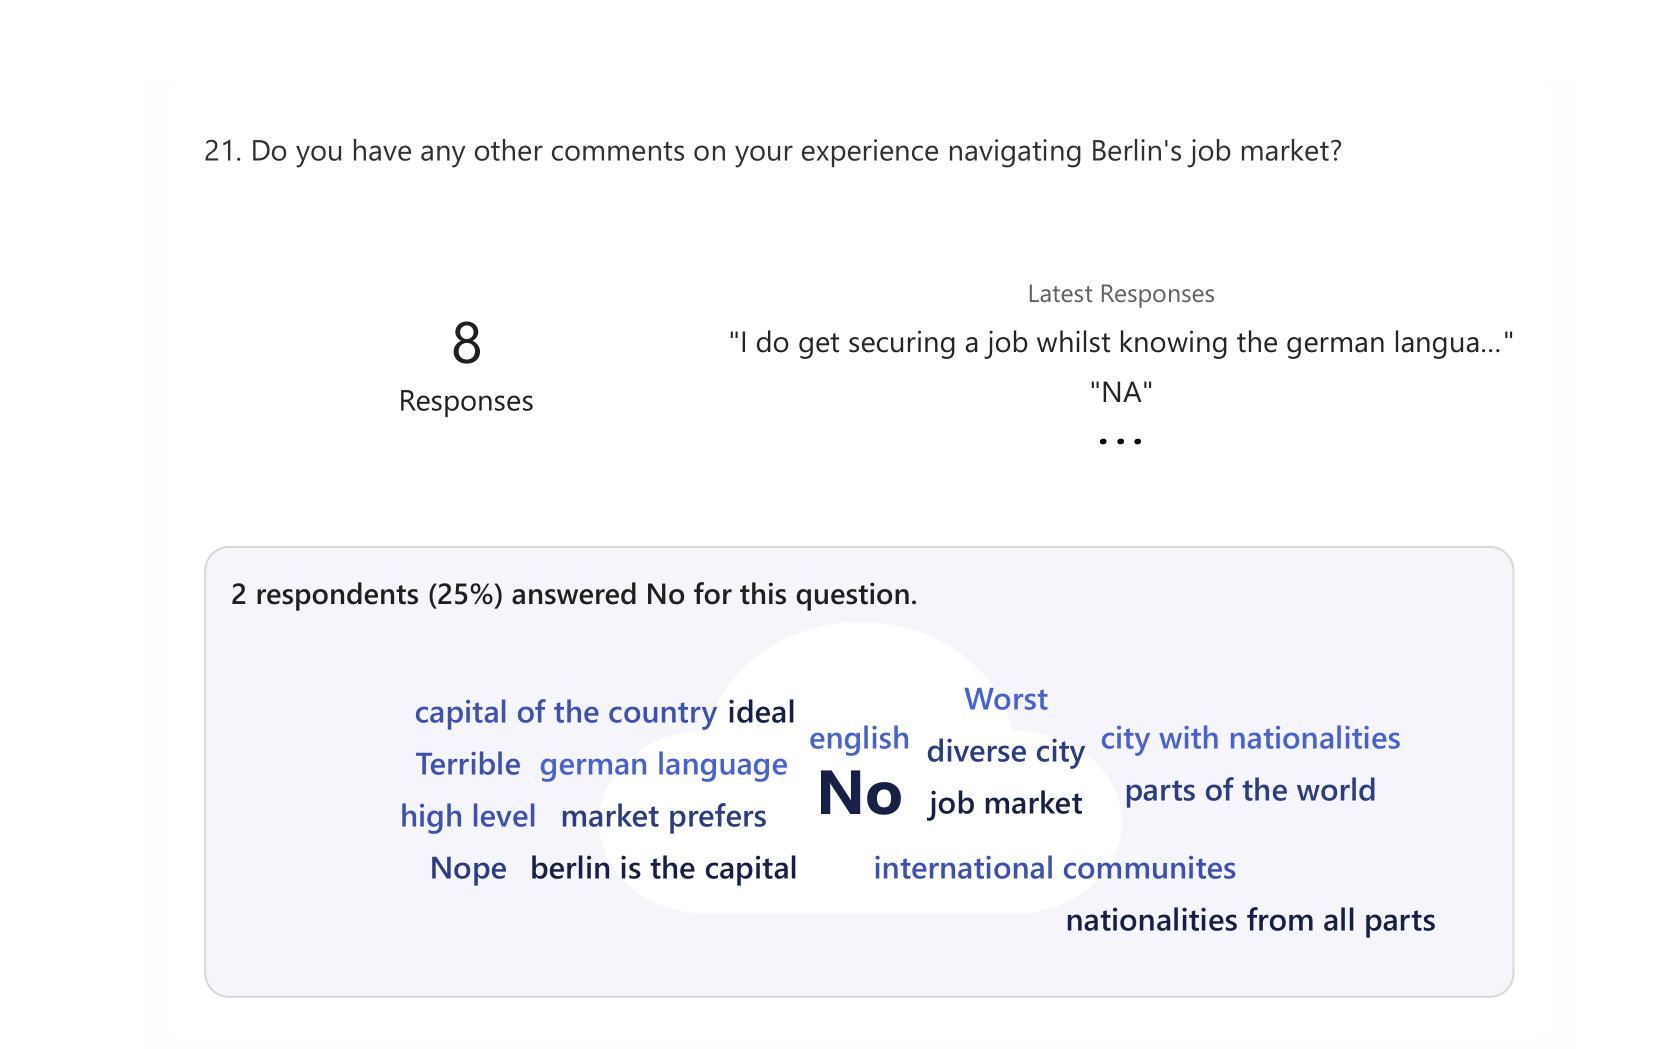 21. Do you have any other comments on your experience navigating Berlin's job market?
8
Responses
Latest Responses
"I do get securing a job whilst knowing the german langua..."
"NA"
...
2 respondents (25%) answered No for this question.
capital of the country ideal
Terrible german language
high level market prefers
Nope berlin is the capital
english
No
Worst
diverse city
job market
city with nationalities
parts of the world
international communites
nationalities from all parts